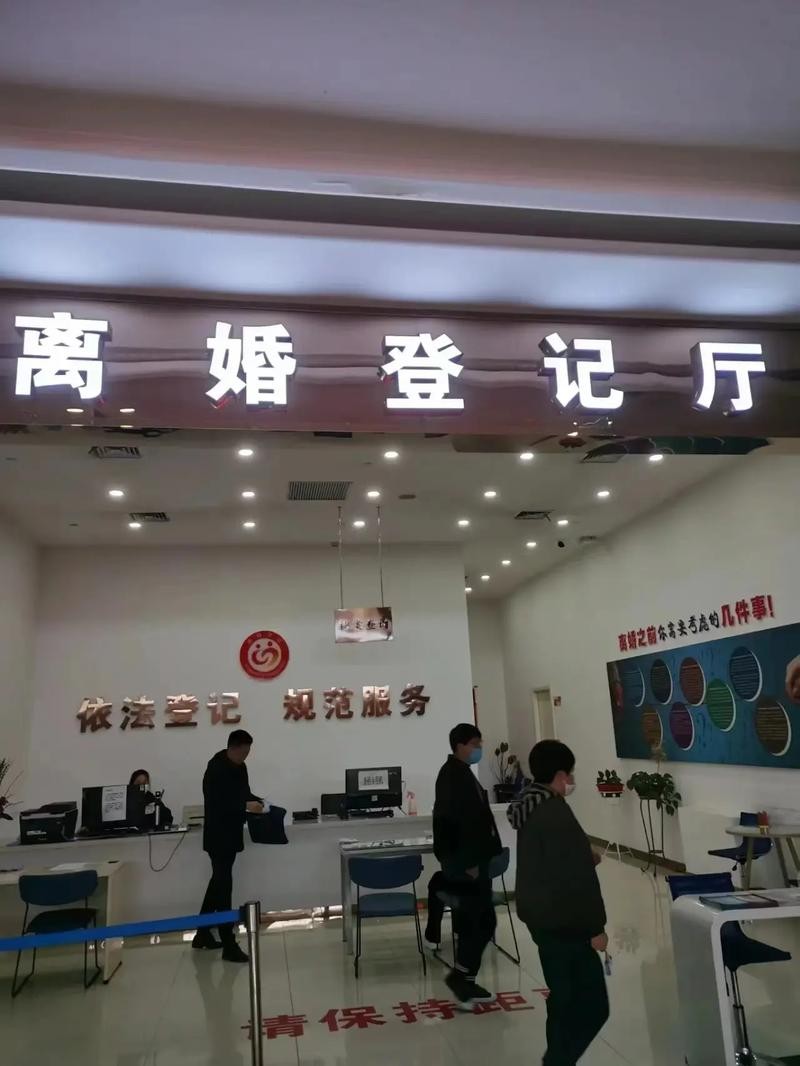 离婚登记厅
离婚之前你需要考虑的几件事!
依法登记 规范服务
请保持距